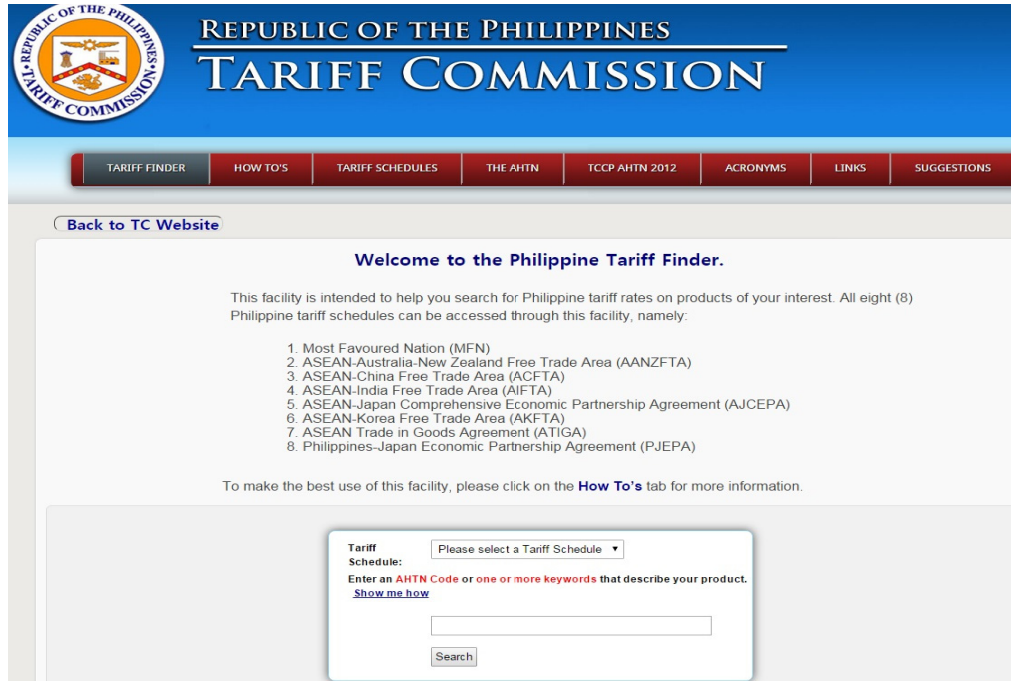 REPUBLIC OF THE PHILIPPINES
TARIFF COMMISSION
REPUBLIC OF THE PHILIPPINES
TARIFF COMMISSION
TARIFF FINDER
HOW TO'S
TARIFF SCHEDULES
THE AHTN
TCCP AHTN 2012
ACRONYMS
LINKS
SUGGESTIONS
Back to TC Website
Welcome to the Philippine Tariff Finder.
This facility is intended to help you search for Philippine tariff rates on products of your interest. All eight (8)
Philippine tariff schedules can be accessed through this facility, namely:
1. Most Favoured Nation (MFN)
2. ASEAN-Australia-New Zealand Free Trade Area (AANZFTA)
3. ASEAN-China Free Trade Area (ACFTA)
4. ASEAN-India Free Trade Area (AIFTA)
5. ASEAN-Japan Comprehensive Economic Partnership Agreement (AJCEPA)
6. ASEAN-Korea Free Trade Area (AKFTA)
7. ASEAN Trade in Goods Agreement (ATIGA)
8. Philippines-Japan Economic Partnership Agreement (PJEPA)
To make the best use of this facility, please click on the How To's tab for more information.
Tariff
Schedule:
Please select a Tariff Schedule
Enter an AHTN Code or one or more keywords that describe your product.
Show me how
Search